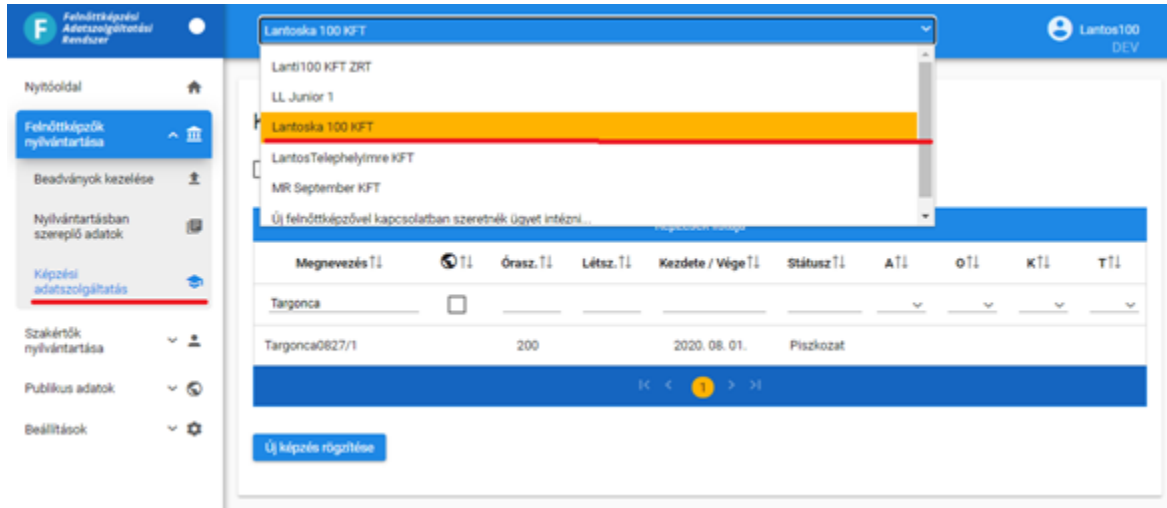 Felnőttképzési
Adatszolgáltatási
Rendszer
Lantoska 100 KFT
Lantos100
DEV
Nyitóoldal
Felnőttképzők
nyilvántartása
Beadványok kezelése
Nyilvántartásban
szereplő adatok
Képzési
adatszolgáltatás
Szakértők
nyilvántartása
Publikus adatok
Beállítások
Lanti100 KFT ZRT
LL Junior 1
Lantoska 100 KFT
LantosTelephelyImre KFT
MR September KFT
Új felnőttképzővel kapcsolatban szeretnék ügyet intézni...
Megnevezés Órasz. Létsz. Kezdete / Vége Státusz A O K T
Targonca
Targonca0827/1 200 2020. 08. 01. Piszkozat
1
Új képzés rögzítése